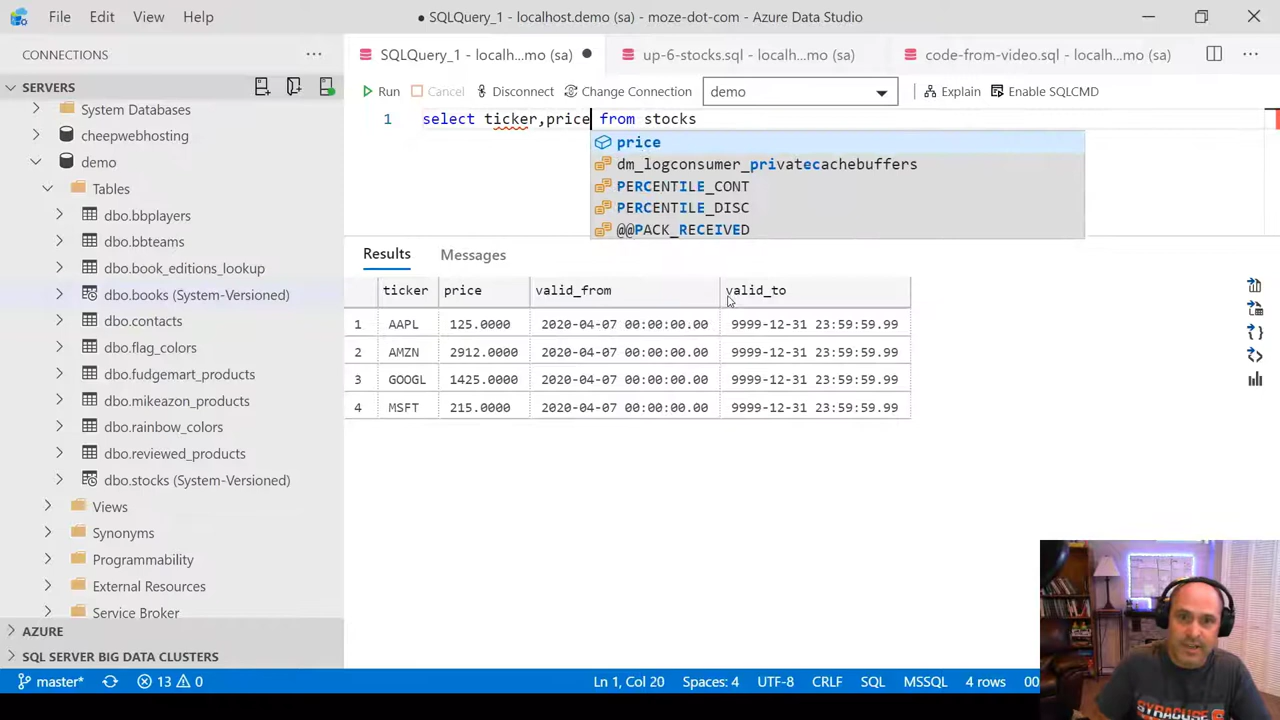 File Edit View Help ● SQLQuery_1 - localhost.demo (sa) - moze-dot-com - Azure Data Studio
CONNECTIONS
SERVERS
System Databases
cheepwebhosting
demo
Tables
dbo.bbplayers
dbo.bbteams
dbo.book_editions_lookup
dbo.books (System-Versioned)
dbo.contacts
dbo.flag_colors
dbo.fudgemart_products
dbo.mikeazon_products
dbo.rainbow_colors
dbo.reviewed_products
dbo.stocks (System-Versioned)
Views
Synonyms
Programmability
External Resources
Service Broker
AZURE
SQL SERVER BIG DATA CLUSTERS
SQLQuery_1 - localh...mo (sa) ● up-6-stocks.sql - localh...mo (sa) code-from-video.sql - localh...mo (sa)
Run Cancel Disconnect Change Connection demo Explain Enable SQLCMD
1 select ticker,price from stocks
price
dm_logconsumer_privatecachebuffers
PERCENTILE_CONT
PERCENTILE_DISC
@@PACK_RECEIVED
Results Messages
ticker price valid_from valid_to
1 AAPL 125.0000 2020-04-07 00:00:00.00 9999-12-31 23:59:59.99
2 AMZN 2912.0000 2020-04-07 00:00:00.00 9999-12-31 23:59:59.99
3 GOOGL 1425.0000 2020-04-07 00:00:00.00 9999-12-31 23:59:59.99
4 MSFT 215.0000 2020-04-07 00:00:00.00 9999-12-31 23:59:59.99
SYRACUSE
master* 13 0 Ln 1, Col 20 Spaces: 4 UTF-8 CRLF SQL MSSQL 4 rows 00